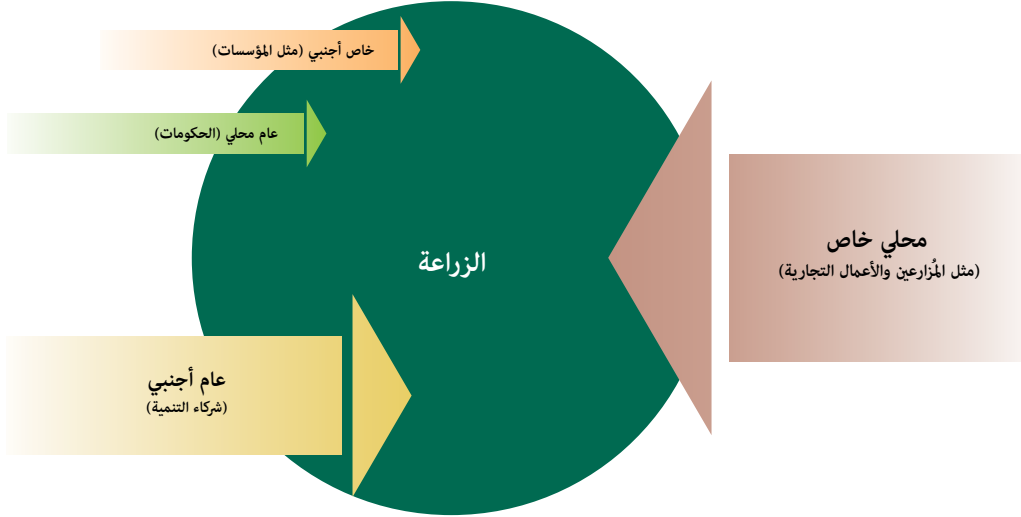 خاص أجنبي (مثل المؤسسات)
عام محلي (الحكومات)
محلي خاص
(مثل المُزارعين والأعمال التجارية)
الزراعة
عام أجنبي
(شركاء التنمية)